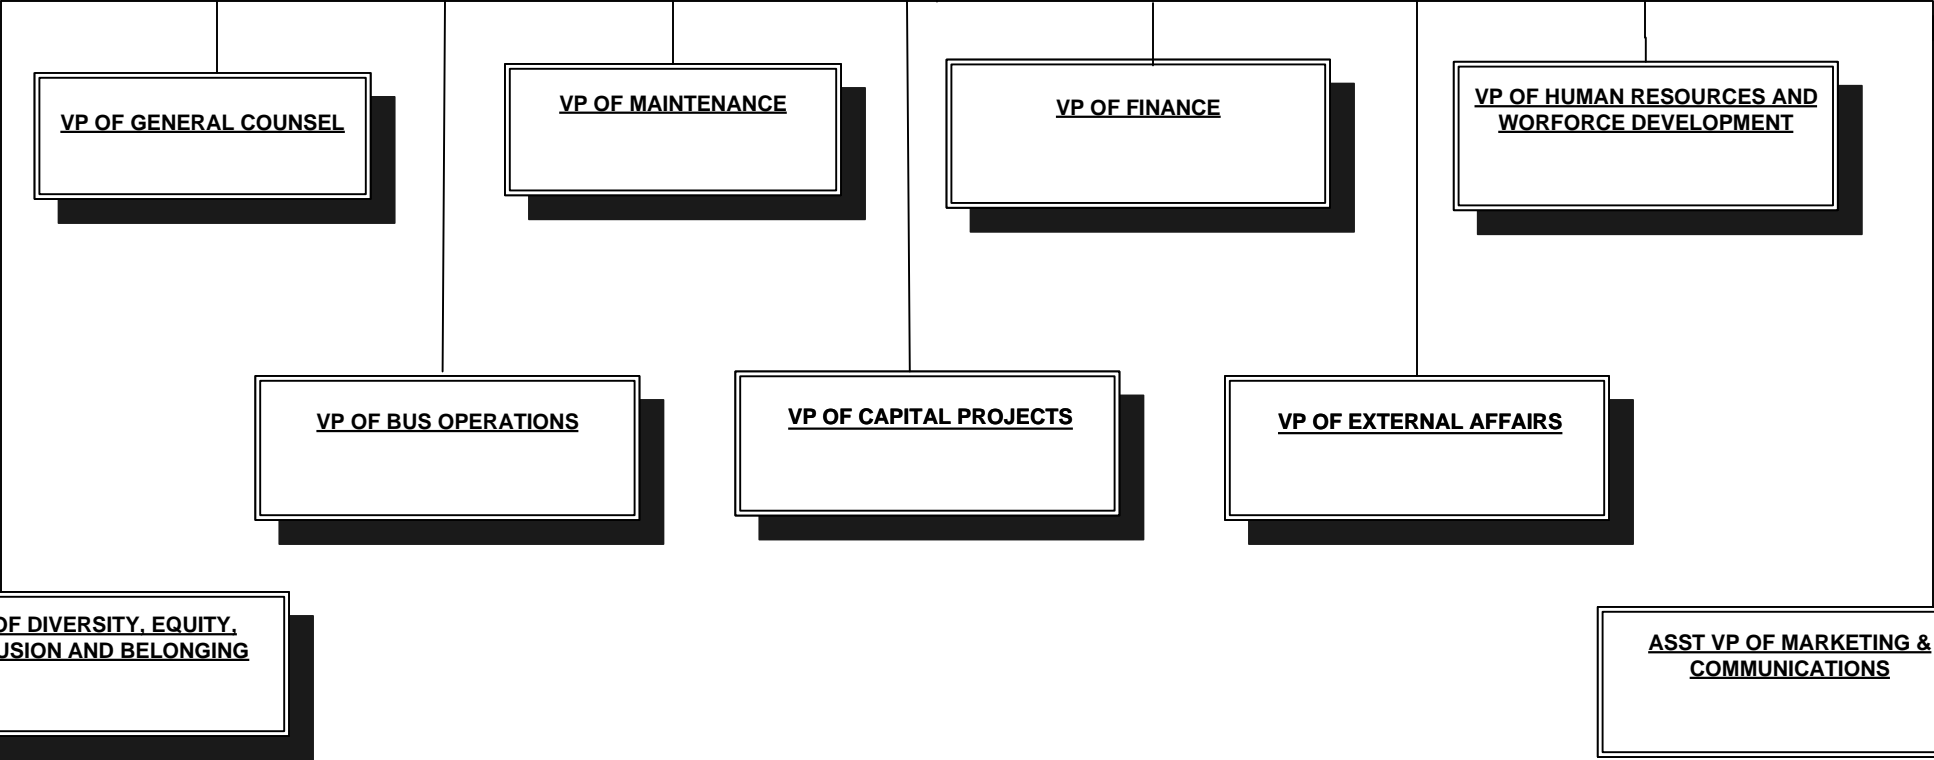 VP OF GENERAL COUNSEL
VP OF MAINTENANCE
VP OF FINANCE
VP OF HUMAN RESOURCES AND
WORFORCE DEVELOPMENT
VP OF BUS OPERATIONS
VP OF CAPITAL PROJECTS
VP OF EXTERNAL AFFAIRS
OF DIVERSITY, EQUITY,
USION AND BELONGING
ASST VP OF MARKETING &
COMMUNICATIONS